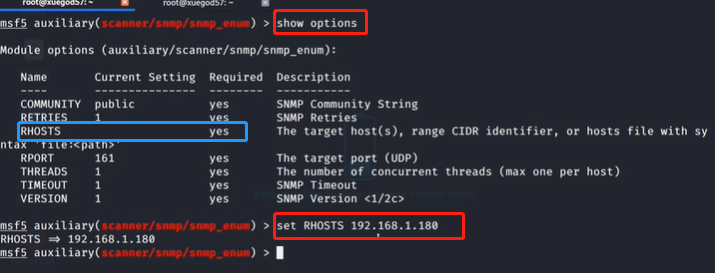 root@xuegod57: ~ root@xuegod57: ~
msf5 auxiliary(scanner/snmp/snmp_enum) > show options
Module options (auxiliary/scanner/snmp/snmp_enum):
Name Current Setting Required Description
---- --------------- -------- -----------
COMMUNITY public yes SNMP Community String
RETRIES 1 yes SNMP Retries
RHOSTS yes The target host(s), range CIDR identifier, or hosts file with sy
ntax 'file:<path>'
RPORT 161 yes The target port (UDP)
THREADS 1 yes The number of concurrent threads (max one per host)
TIMEOUT 1 yes SNMP Timeout
VERSION 1 yes SNMP Version <1/2c>
msf5 auxiliary(scanner/snmp/snmp_enum) > set RHOSTS 192.168.1.180
RHOSTS => 192.168.1.180
msf5 auxiliary(scanner/snmp/snmp_enum) >